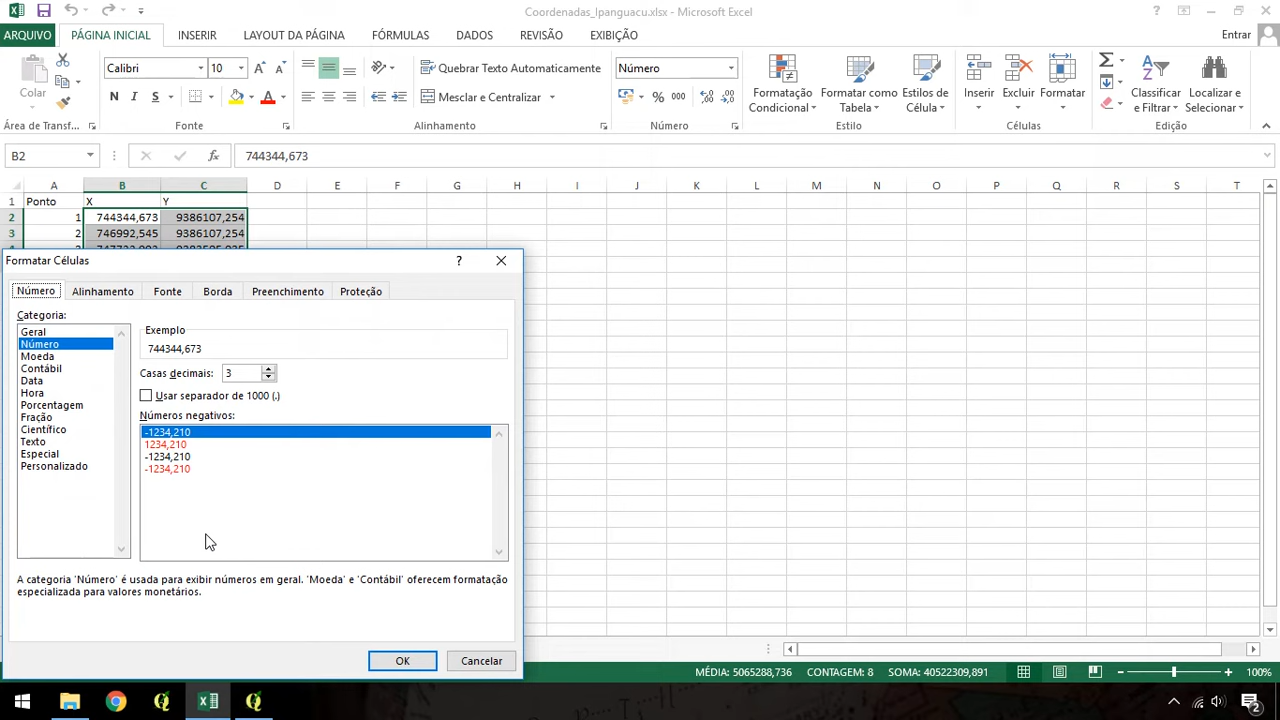 Coordenadas_Ipanguacu.xlsx - Microsoft Excel
ARQUIVO PÁGINA INICIAL INSERIR LAYOUT DA PÁGINA FÓRMULAS DADOS REVISÃO EXIBIÇÃO Entrar
Calibri 10 Quebrar Texto Automaticamente Número
Colar N I S A Mesclar e Centralizar % 000 Formatação Condicional Formatar como Tabela Estilos de Célula Inserir Excluir Formatar Classificar e Filtrar Localizar e Selecionar
Área de Transf... Fonte Alinhamento Número Estilo Células Edição
B2 fx 744344,673
A B C D E F G H I J K L M N O P Q R S T
1 Ponto X Y
2 1 744344,673 9386107,254
3 2 746992,545 9386107,254
Formatar Células ?
Número Alinhamento Fonte Borda Preenchimento Proteção
Categoria:
Geral
Número
Moeda
Contábil
Data
Hora
Porcentagem
Fração
Científico
Texto
Especial
Personalizado
Exemplo
744344,673
Casas decimais: 3
Usar separador de 1000 (.)
Números negativos:
-1234,210
1234,210
-1234,210
-1234,210
A categoria 'Número' é usada para exibir números em geral. 'Moeda' e 'Contábil' oferecem formatação
especializada para valores monetários.
OK Cancelar
MÉDIA: 5065288,736 CONTAGEM: 8 SOMA: 40522309,891 100%
2